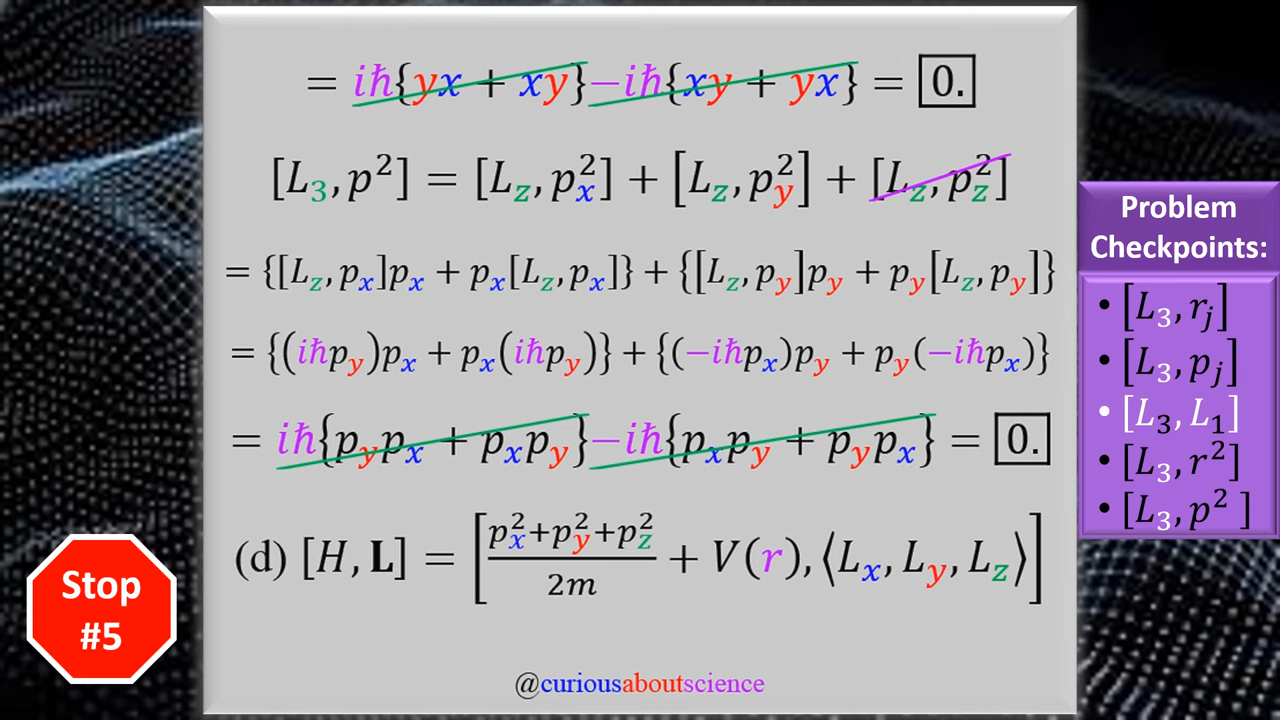 = iħ{yx + xy}−iħ{xy + yx} = 0.
[L₃, p²] = [L_z, p_x²] + [L_z, p_y²] + [L_z, p_z²]
= {[L_z, p_x]p_x + p_x[L_z, p_x]} + {[L_z, p_y]p_y + p_y[L_z, p_y]}
= {(iħp_y)p_x + p_x(iħp_y)} + {(−iħp_x)p_y + p_y(−iħp_x)}
= iħ{p_yp_x + p_xp_y}−iħ{p_xp_y + p_yp_x} = 0.
(d) [H, L] = [(p_x²+p_y²+p_z²)/2m + V(r), ⟨L_x, L_y, L_z⟩]
@curiousaboutscience
Problem
Checkpoints:
• [L₃, r_j]
• [L₃, p_j]
• [L₃, L₁]
• [L₃, r²]
• [L₃, p² ]
Stop
#5